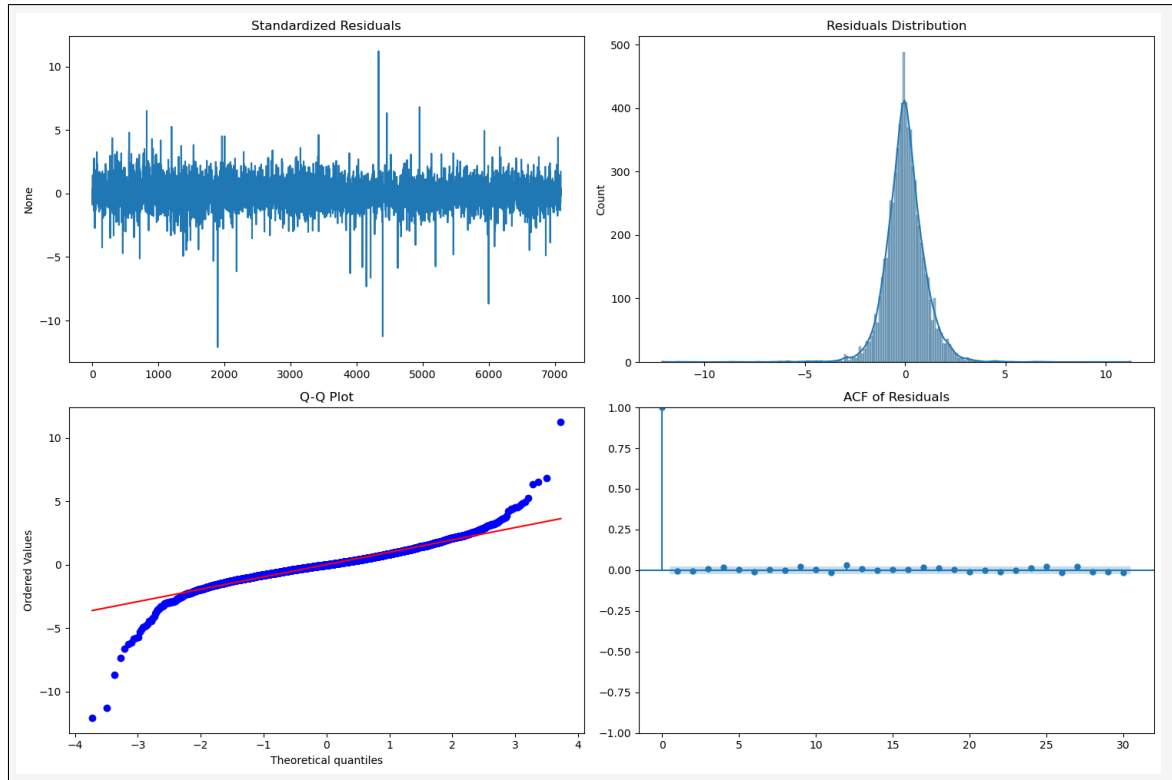 Standardized Residuals
None
10
5
0
−5
−10
0 1000 2000 3000 4000 5000 6000 7000
Residuals Distribution
Count
500
400
300
200
100
0
−10 −5 0 5 10
Q-Q Plot
Ordered Values
10
5
0
−5
−10
−4 −3 −2 −1 0 1 2 3 4
Theoretical quantiles
ACF of Residuals
1.00
0.75
0.50
0.25
0.00
−0.25
−0.50
−0.75
−1.00
0 5 10 15 20 25 30